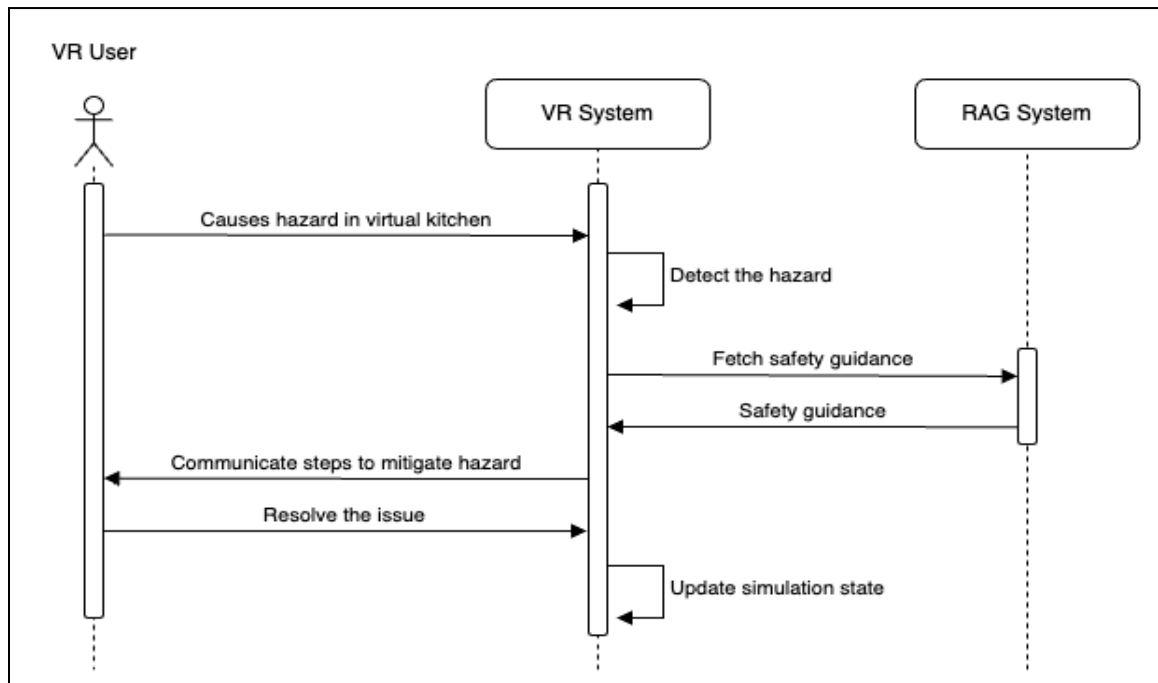 VR User
VR System
RAG System
Causes hazard in virtual kitchen
Detect the hazard
Fetch safety guidance
Safety guidance
Communicate steps to mitigate hazard
Resolve the issue
Update simulation state